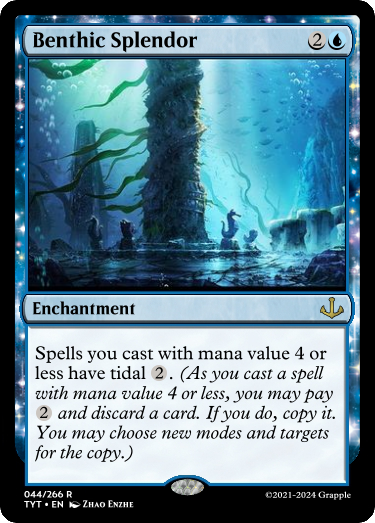 Benthic Splendor 2
Enchantment
Spells you cast with mana value 4 or
less have tidal 2. (As you cast a spell
with mana value 4 or less, you may pay
2 and discard a card. If you do, copy it.
You may choose new modes and targets
for the copy.)
044/266 R
TYT • EN Zhao Enzhe
©2021-2024 Grapple